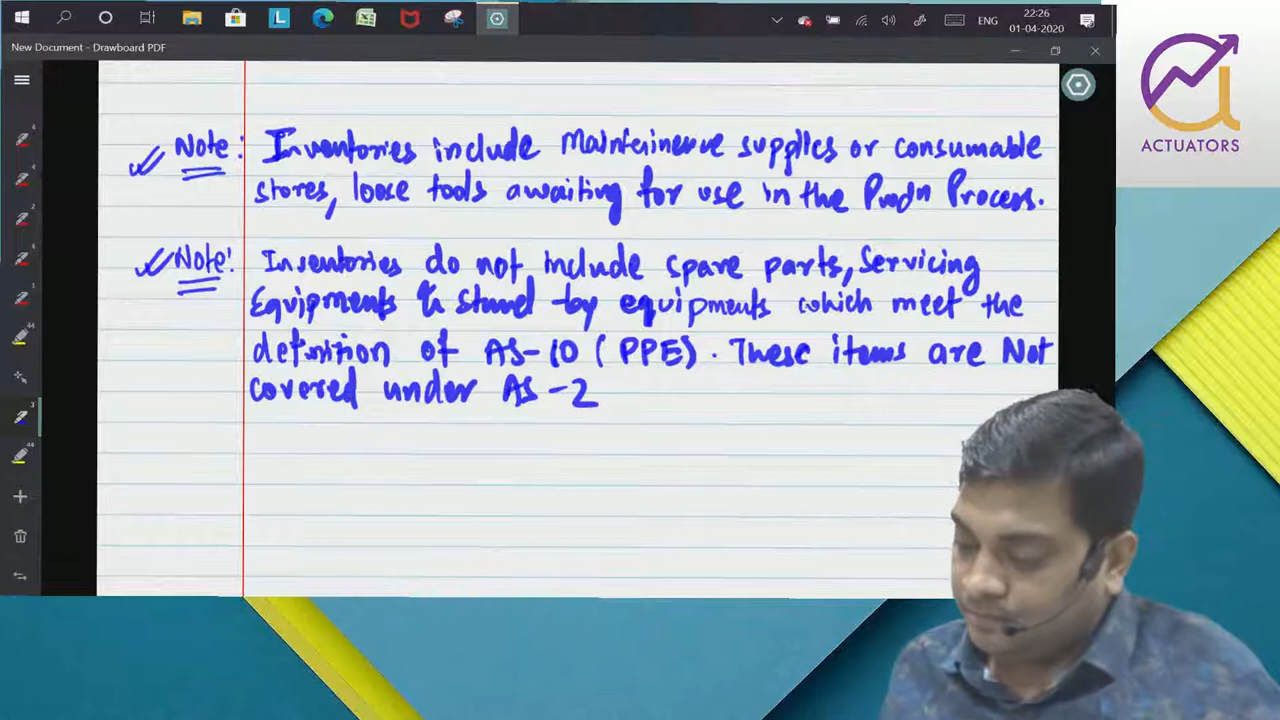 22:26
ENG
01-04-2020
New Document - Drawboard PDF
ACTUATORS
Note: Inventories include Mainteinenve supplies or consumable
stores, loose tools awaiting for use in the Prodn Process.
Note: Inventories do not include spare parts, Servicing
Equipments & stand by equipments which meet the
definition of AS-10 (PPE). These items are Not
covered under AS-2